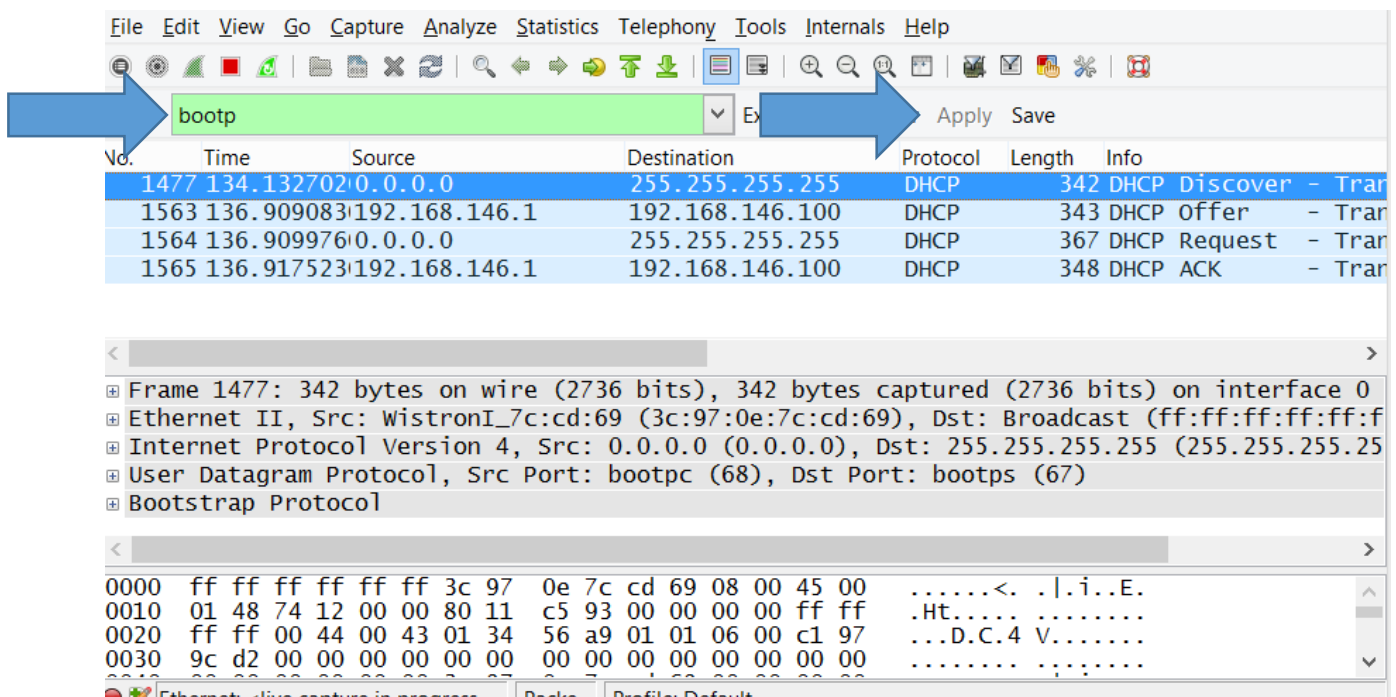 File Edit View Go Capture Analyze Statistics Telephony Tools Internals Help
bootp Apply Save
No. Time Source Destination Protocol Length Info
1477 134.132702 0.0.0.0 255.255.255.255 DHCP 342 DHCP Discover - Tran
1563 136.909083 192.168.146.1 192.168.146.100 DHCP 343 DHCP Offer - Tran
1564 136.909976 0.0.0.0 255.255.255.255 DHCP 367 DHCP Request - Tran
1565 136.917523 192.168.146.1 192.168.146.100 DHCP 348 DHCP ACK - Tran
Frame 1477: 342 bytes on wire (2736 bits), 342 bytes captured (2736 bits) on interface 0
Ethernet II, Src: WistronI_7c:cd:69 (3c:97:0e:7c:cd:69), Dst: Broadcast (ff:ff:ff:ff:ff:f
Internet Protocol Version 4, Src: 0.0.0.0 (0.0.0.0), Dst: 255.255.255.255 (255.255.255.25
User Datagram Protocol, Src Port: bootpc (68), Dst Port: bootps (67)
Bootstrap Protocol
0000 ff ff ff ff ff ff 3c 97 0e 7c cd 69 08 00 45 00 ......<. .|.i..E.
0010 01 48 74 12 00 00 80 11 c5 93 00 00 00 00 ff ff .Ht..... ........
0020 ff ff 00 44 00 43 01 34 56 a9 01 01 06 00 c1 97 ...D.C.4 V.......
0030 9c d2 00 00 00 00 00 00 00 00 00 00 00 00 00 00 ........ ........
Ethernet: <live capture in progress Packe Profile: Default